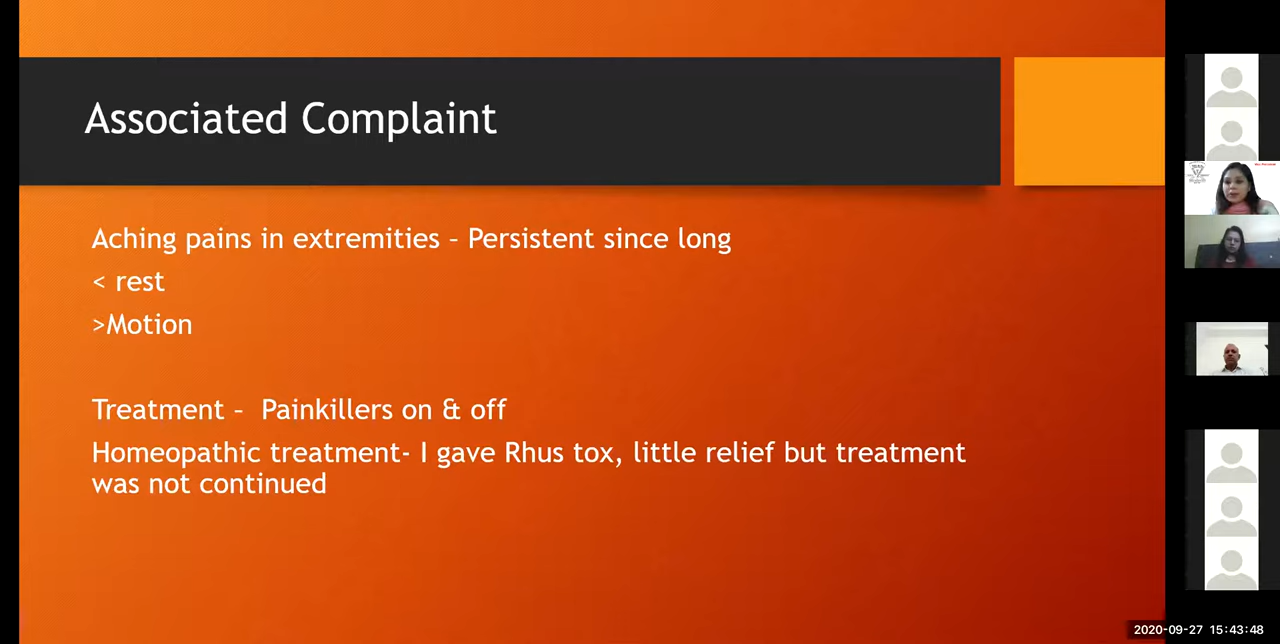 Associated Complaint
Aching pains in extremities – Persistent since long
< rest
>Motion
Treatment – Painkillers on & off
Homeopathic treatment- I gave Rhus tox, little relief but treatment
was not continued
2020-09-27 15:43:48